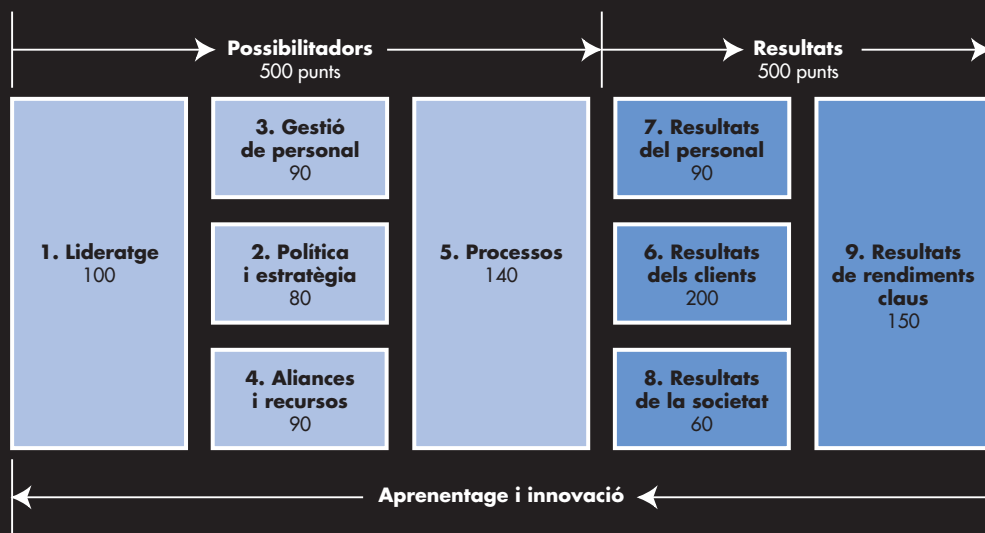 Possibilitadors
500 punts
Resultats
500 punts
1. Lideratge
100
3. Gestió
de personal
90
2. Política
i estratègia
80
4. Aliances
i recursos
90
5. Processos
140
7. Resultats
del personal
90
6. Resultats
dels clients
200
8. Resultats
de la societat
60
9. Resultats
de rendiments
claus
150
Aprenentage i innovació